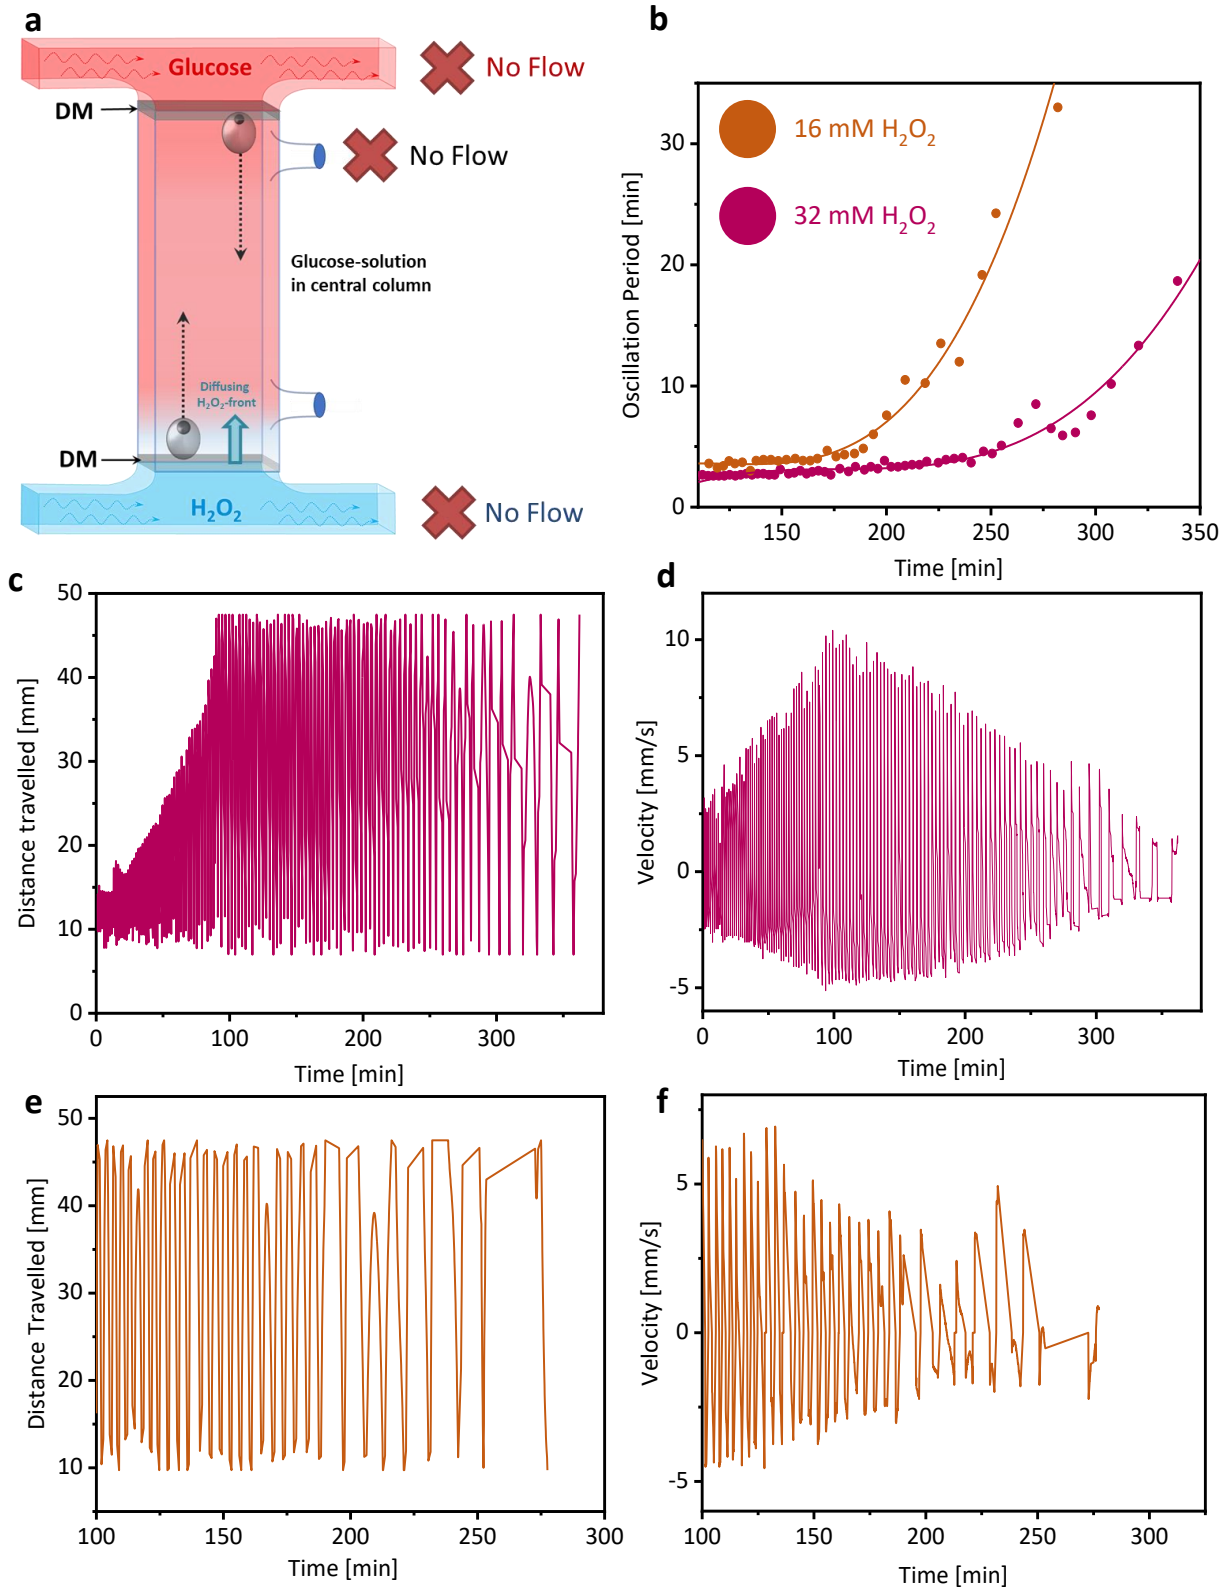 a
Glucose
No Flow
DM
No Flow
Glucose-solution
in central column
Diffusing
H₂O₂-front
DM
H₂O₂
No Flow
b
16 mM H₂O₂
32 mM H₂O₂
Oscillation Period [min]
30
20
10
0
150
200
250
300
350
Time [min]
c
Distance travelled [mm]
50
40
30
20
10
0
0
100
200
300
Time [min]
d
Velocity [mm/s]
10
5
0
-5
0
100
200
300
Time [min]
e
Distance Travelled [mm]
50
40
30
20
10
100
150
200
250
300
Time [min]
f
Velocity [mm/s]
5
0
-5
100
150
200
250
300
Time [min]